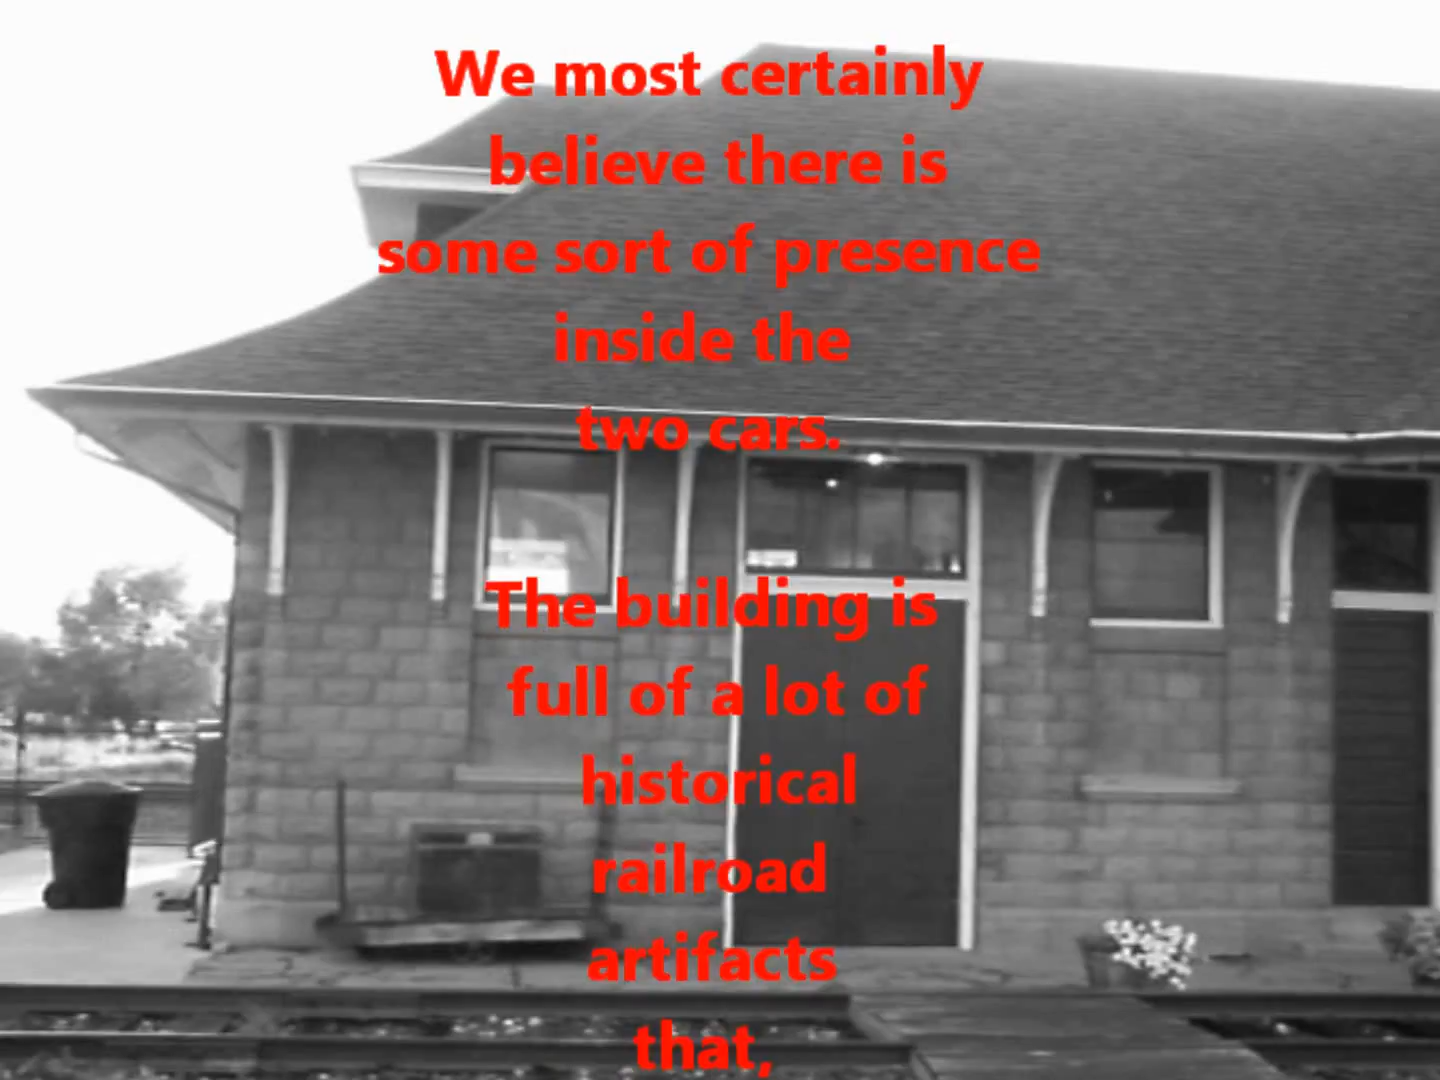 We most certainly
believe there is
some sort of presence
inside the
two cars.
The building is
full of a lot of
historical
railroad
artifacts
that,